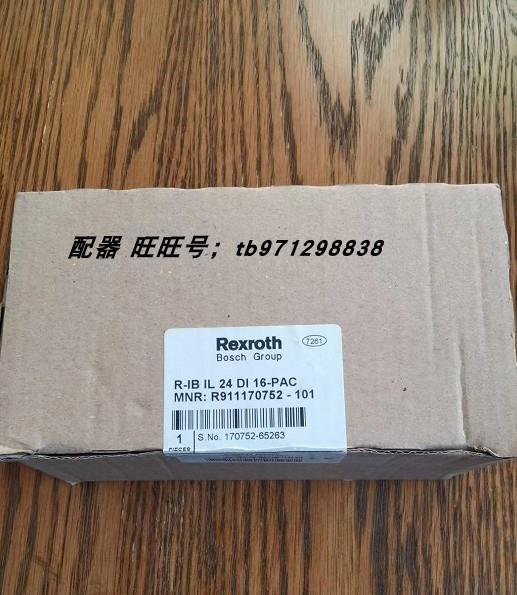 配器 旺旺号；tb971298838
Rexroth
7261
Bosch Group
R-IB IL 24 DI 16-PAC
MNR: R911170752 - 101
1
S.No. 170752-65263
PIECES